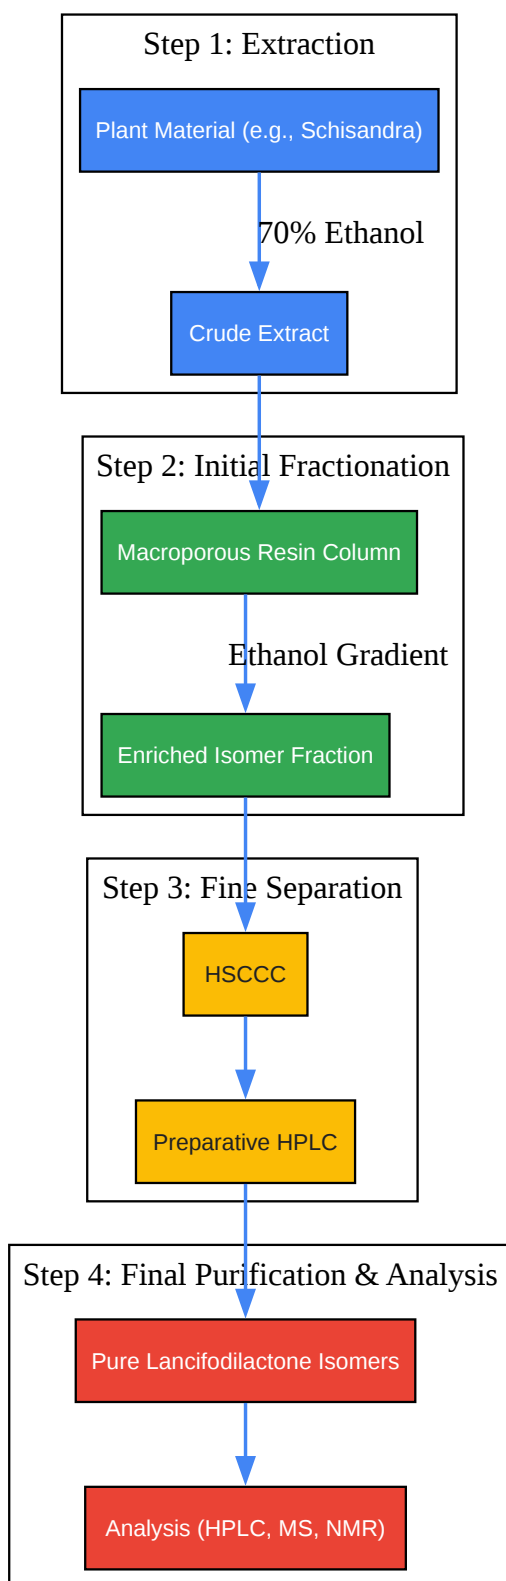 Step 1: Extraction
Plant Material (e.g., Schisandra)
70% Ethanol
Crude Extract
Step 2: Initial Fractionation
Macroporous Resin Column
Ethanol Gradient
Enriched Isomer Fraction
Step 3: Fine Separation
HSCCC
Preparative HPLC
Step 4: Final Purification & Analysis
Pure Lancifodilactone Isomers
Analysis (HPLC, MS, NMR)